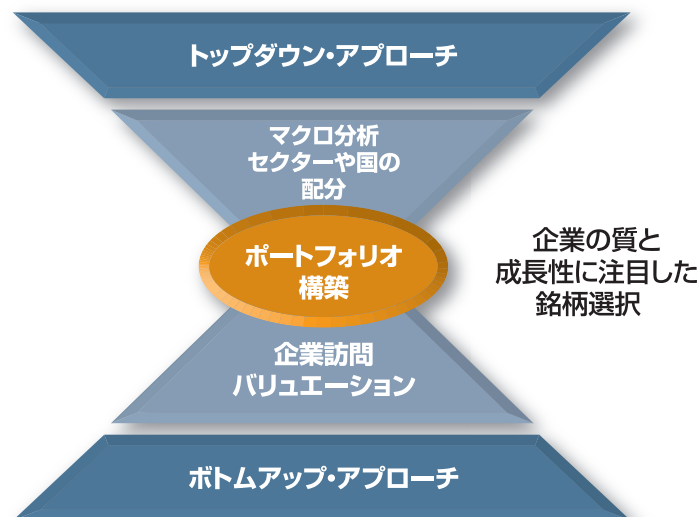 トップダウン・アプローチ
マクロ分析
セクターや国の
配分
ポートフォリオ
構築
企業の質と
成長性に注目した
銘柄選択
企業訪問
バリュエーション
ボトムアップ・アプローチ